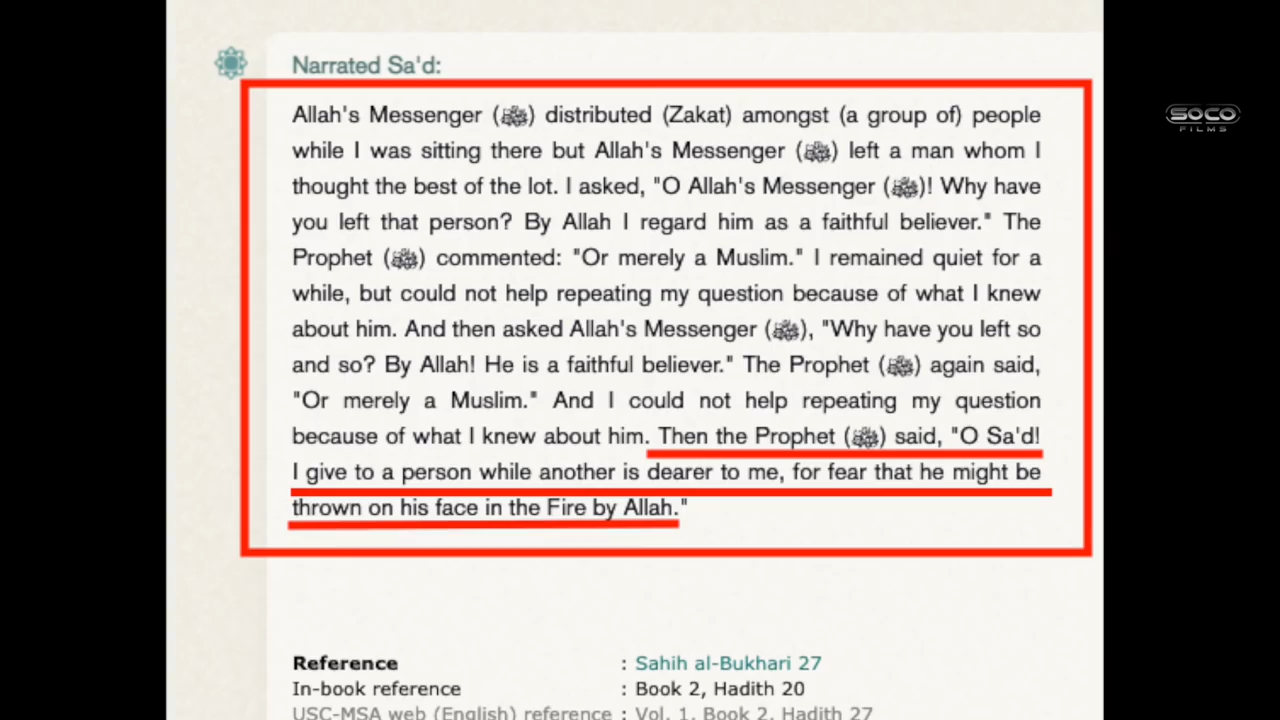 Narrated Sa'd:
Allah's Messenger (ﷺ) distributed (Zakat) amongst (a group of) people
while I was sitting there but Allah's Messenger (ﷺ) left a man whom I
thought the best of the lot. I asked, "O Allah's Messenger (ﷺ)! Why have
you left that person? By Allah I regard him as a faithful believer." The
Prophet (ﷺ) commented: "Or merely a Muslim." I remained quiet for a
while, but could not help repeating my question because of what I knew
about him. And then asked Allah's Messenger (ﷺ), "Why have you left so
and so? By Allah! He is a faithful believer." The Prophet (ﷺ) again said,
"Or merely a Muslim." And I could not help repeating my question
because of what I knew about him. Then the Prophet (ﷺ) said, "O Sa'd!
I give to a person while another is dearer to me, for fear that he might be
thrown on his face in the Fire by Allah."
Reference : Sahih al-Bukhari 27
In-book reference : Book 2, Hadith 20
USC-MSA web (English) reference : Vol. 1, Book 2, Hadith 27
SOCO
FILMS